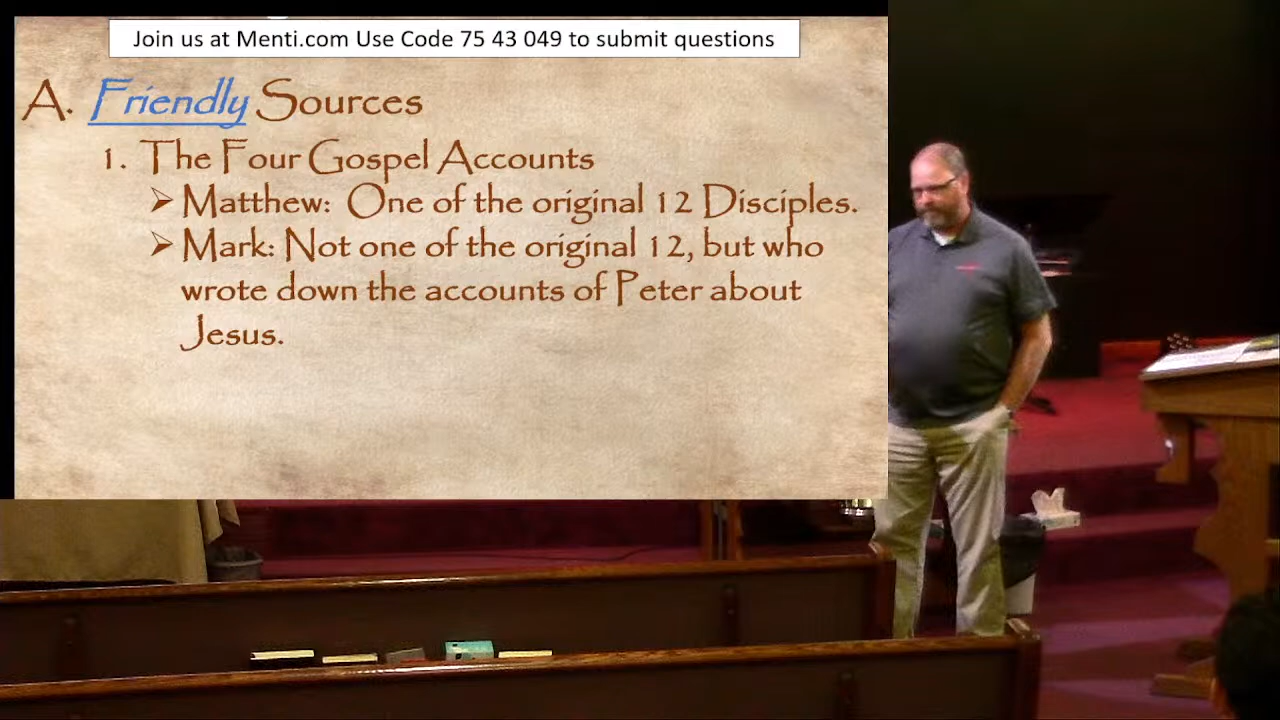 Join us at Menti.com Use Code 75 43 049 to submit questions
A. Friendly Sources
1. The Four Gospel Accounts
➢ Matthew: One of the original 12 Disciples.
➢ Mark: Not one of the original 12, but who
wrote down the accounts of Peter about
Jesus.